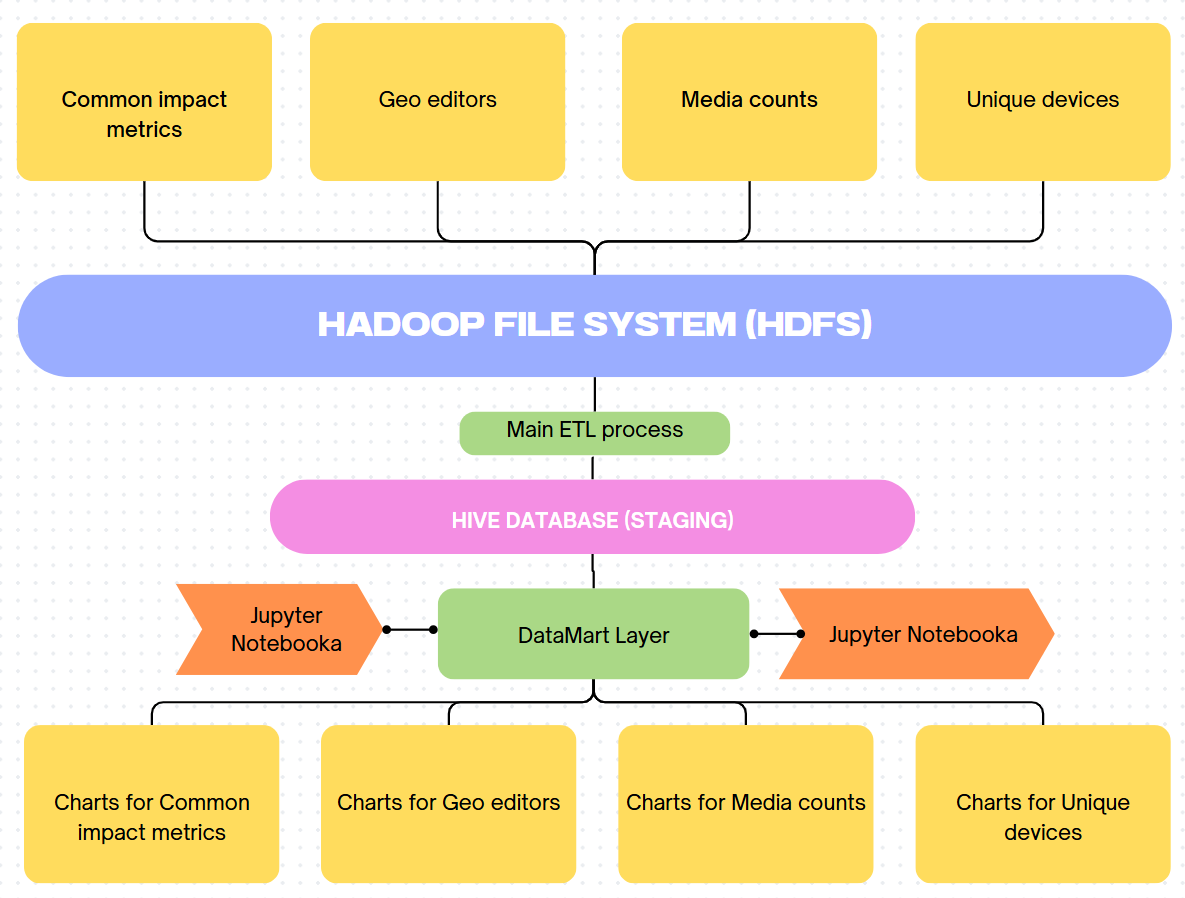 Common impact
metrics
Geo editors
Media counts
Unique devices
HADOOP FILE SYSTEM (HDFS)
Main ETL process
HIVE DATABASE (STAGING)
Jupyter
Notebooka
DataMart Layer
Jupyter Notebooka
Charts for Common
impact metrics
Charts for Geo editors
Charts for Media counts
Charts for Unique
devices